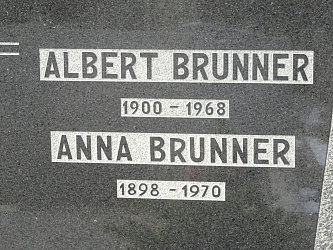 ALBERT BRUNNER
1900 - 1968
ANNA BRUNNER
1898 - 1970